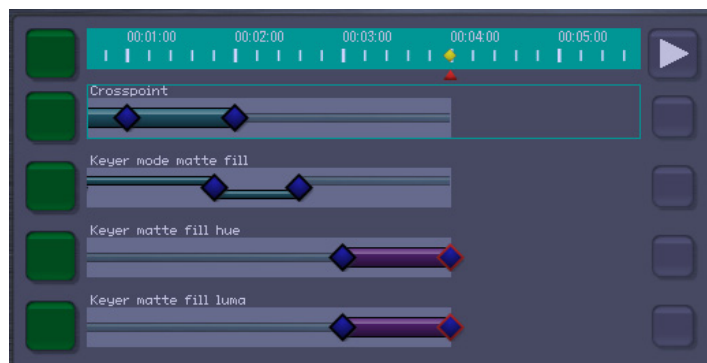 00:01:00 00:02:00 00:03:00 00:04:00 00:05:00
Crosspoint
Keyer mode matte fill
Keyer matte fill hue
Keyer matte fill luma